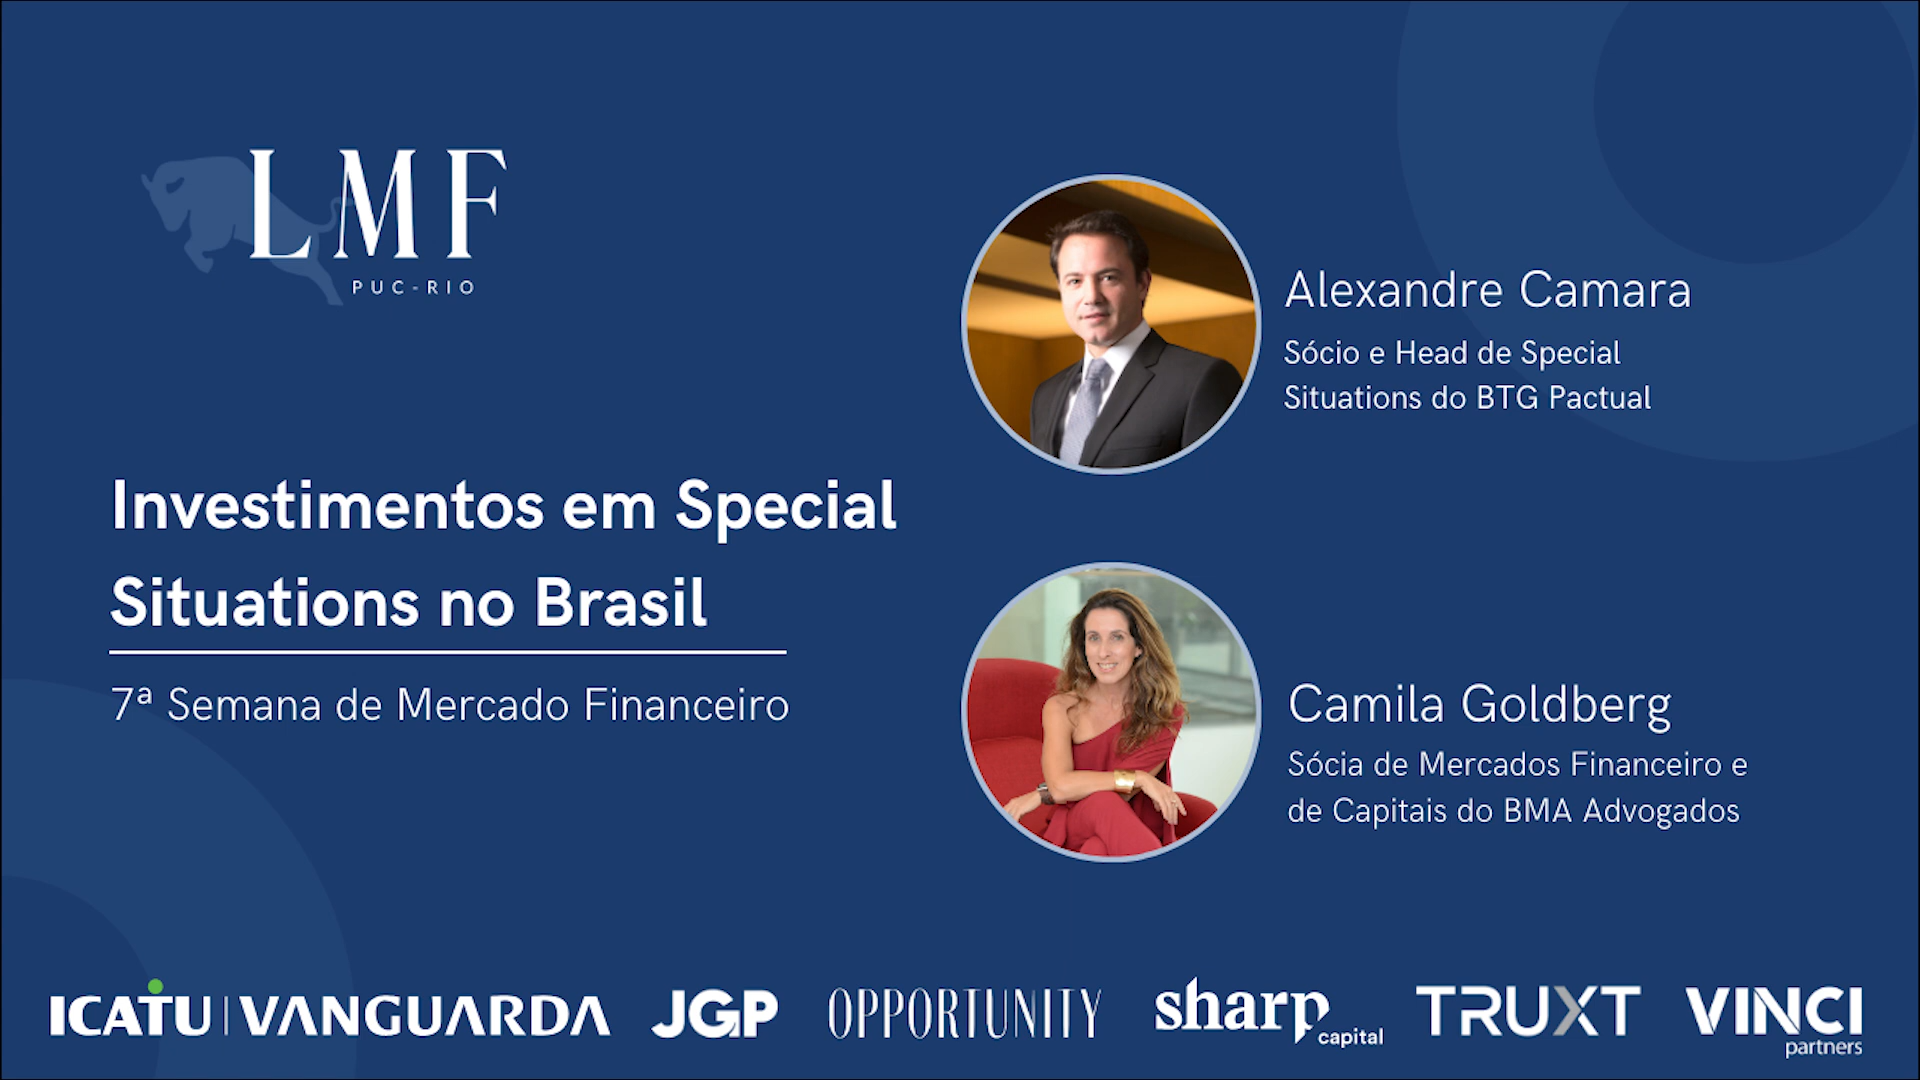 LMF
PUC-RIO
Investimentos em Special
Situations no Brasil
7ª Semana de Mercado Financeiro
Alexandre Camara
Sócio e Head de Special
Situations do BTG Pactual
Camila Goldberg
Sócia de Mercados Financeiro e
de Capitais do BMA Advogados
ICATU | VANGUARDA
JGP
OPPORTUNITY
sharp
capital
TRUXT
VINCI
partners